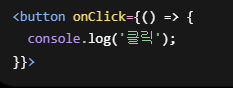 <button onClick={() => {
  console.log('클릭');
}}>